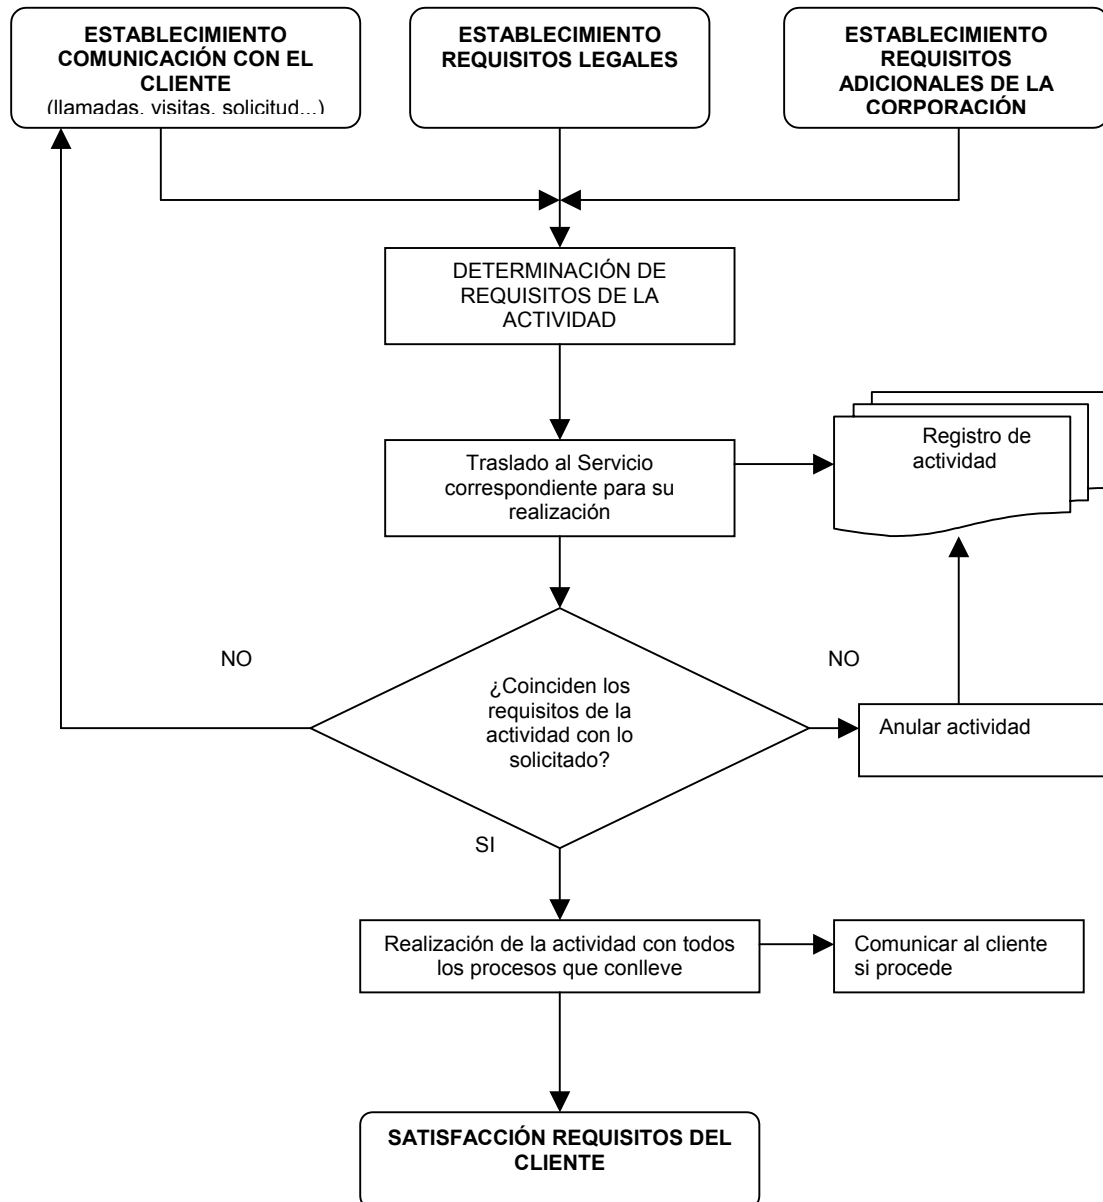 ESTABLECIMIENTO
COMUNICACIÓN CON EL
CLIENTE
(llamadas, visitas, solicitud...)
ESTABLECIMIENTO
REQUISITOS LEGALES
ESTABLECIMIENTO
REQUISITOS
ADICIONALES DE LA
CORPORACIÓN
DETERMINACIÓN DE
REQUISITOS DE LA
ACTIVIDAD
Traslado al Servicio
correspondiente para su
realización
Registro de
actividad
NO
NO
¿Coinciden los
requisitos de la
actividad con lo
solicitado?
Anular actividad
SI
Realización de la actividad con todos
los procesos que conlleve
Comunicar al cliente
si procede
SATISFACCIÓN REQUISITOS DEL
CLIENTE